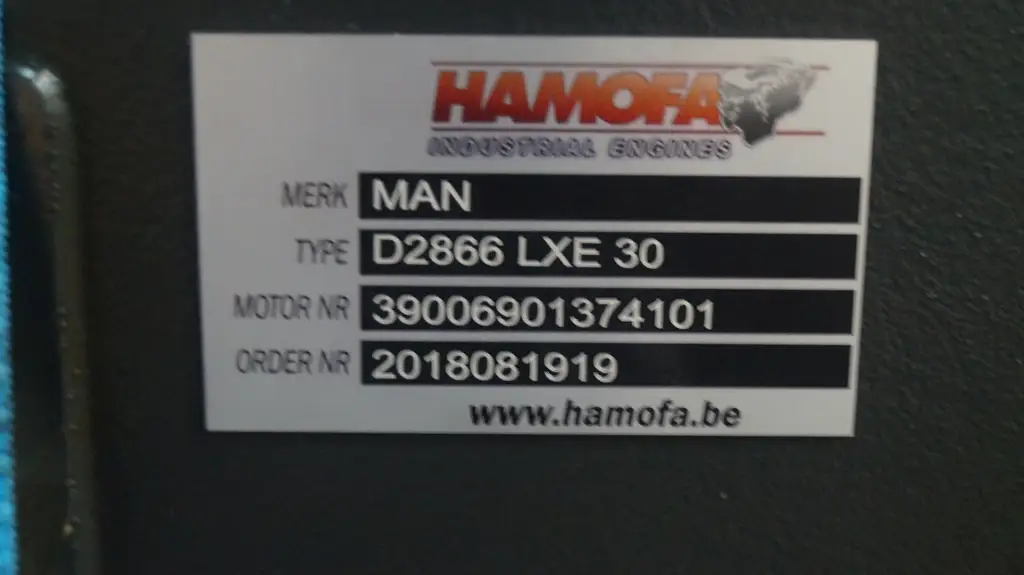 HAMOFA
INDUSTRIAL ENGINES
MERK MAN
TYPE D2866 LXE 30
MOTOR NR 39006901374101
ORDER NR 2018081919
www.hamofa.be